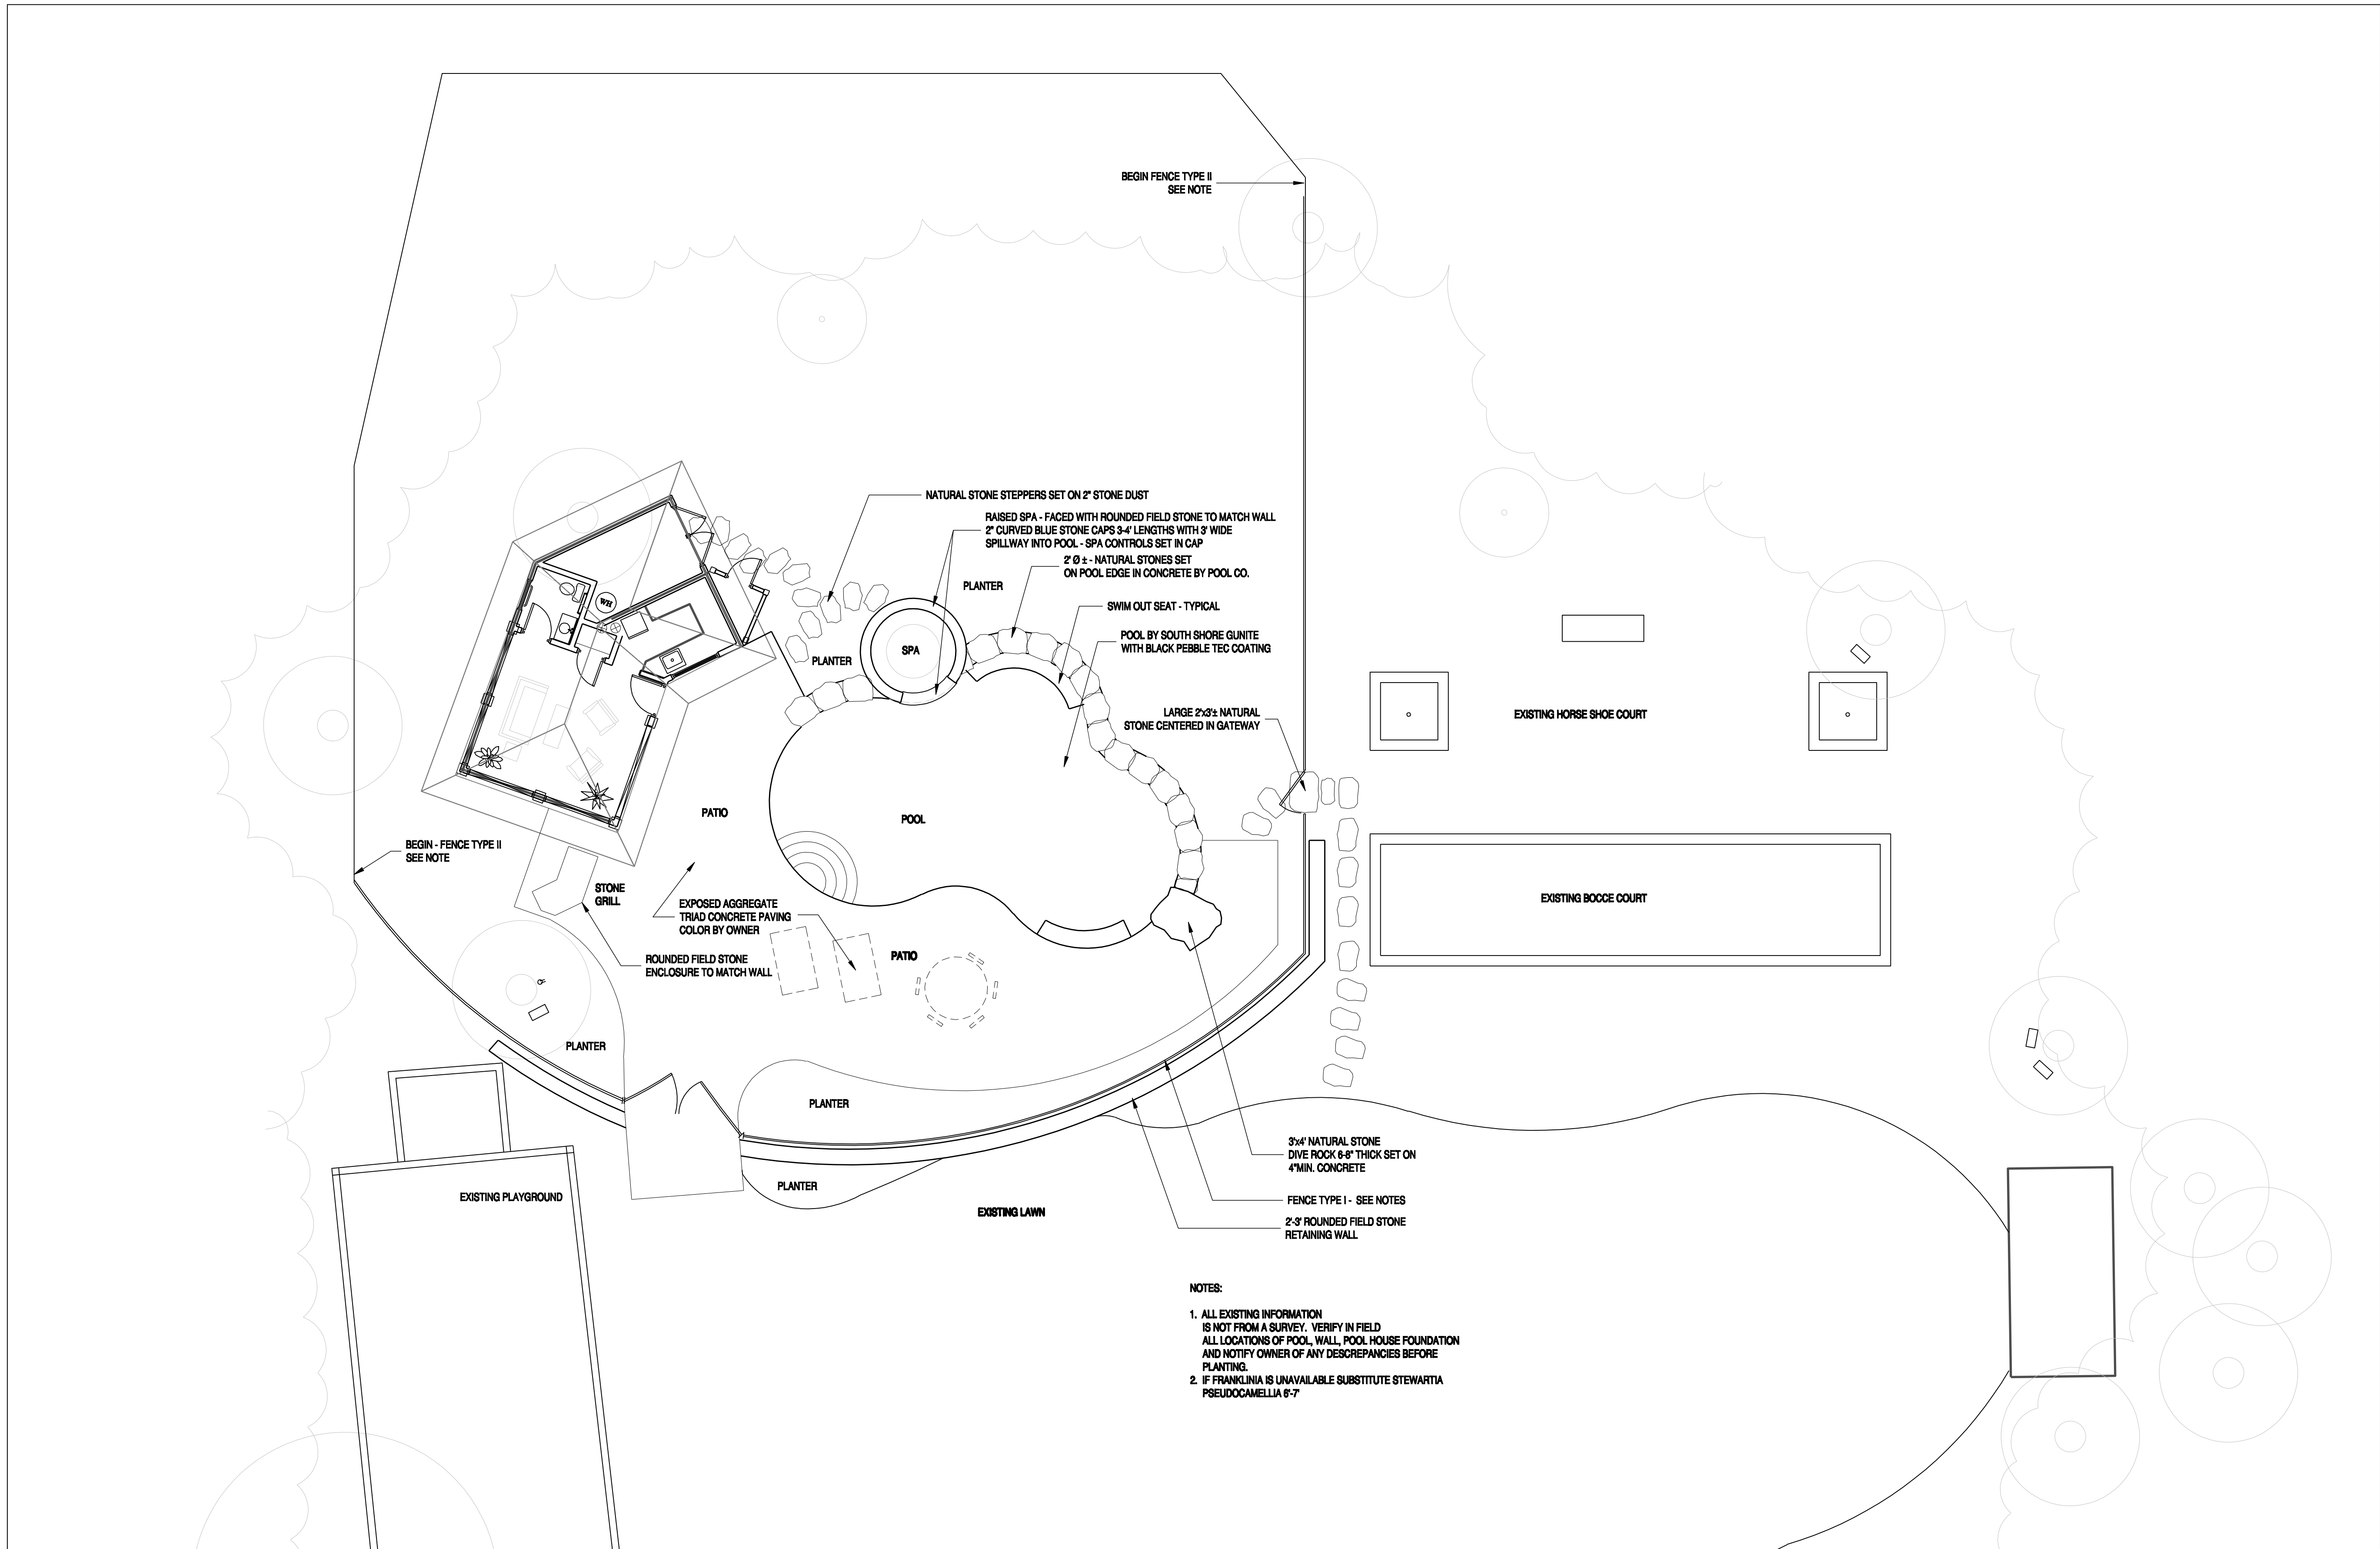 BEGIN FENCE TYPE II
SEE NOTE
NATURAL STONE STEPPERS SET ON 2" STONE DUST
RAISED SPA - FACED WITH ROUNDED FIELD STONE TO MATCH WALL
2" CURVED BLUE STONE CAPS 3-4' LENGTHS WITH 3' WIDE
SPILLWAY INTO POOL - SPA CONTROLS SET IN CAP
2' Ø ± - NATURAL STONES SET
ON POOL EDGE IN CONCRETE BY POOL CO.
PLANTER
WH
SWIM OUT SEAT - TYPICAL
POOL BY SOUTH SHORE GUNITE
WITH BLACK PEBBLE TEC COATING
SPA
PLANTER
LARGE 2'x3'± NATURAL
STONE CENTERED IN GATEWAY
EXISTING HORSE SHOE COURT
PATIO
POOL
BEGIN - FENCE TYPE II
SEE NOTE
STONE
GRILL
EXISTING BOCCE COURT
EXPOSED AGGREGATE
TRIAD CONCRETE PAVING
COLOR BY OWNER
PATIO
ROUNDED FIELD STONE
ENCLOSURE TO MATCH WALL
PLANTER
PLANTER
3'x4' NATURAL STONE
DIVE ROCK 6-8" THICK SET ON
4"MIN. CONCRETE
PLANTER
EXISTING PLAYGROUND
FENCE TYPE I - SEE NOTES
EXISTING LAWN
2'-3' ROUNDED FIELD STONE
RETAINING WALL
NOTES:
1. ALL EXISTING INFORMATION
IS NOT FROM A SURVEY. VERIFY IN FIELD
ALL LOCATIONS OF POOL, WALL, POOL HOUSE FOUNDATION
AND NOTIFY OWNER OF ANY DESCREPANCIES BEFORE
PLANTING.
2. IF FRANKLINIA IS UNAVAILABLE SUBSTITUTE STEWARTIA
PSEUDOCAMELLIA 6'-7'